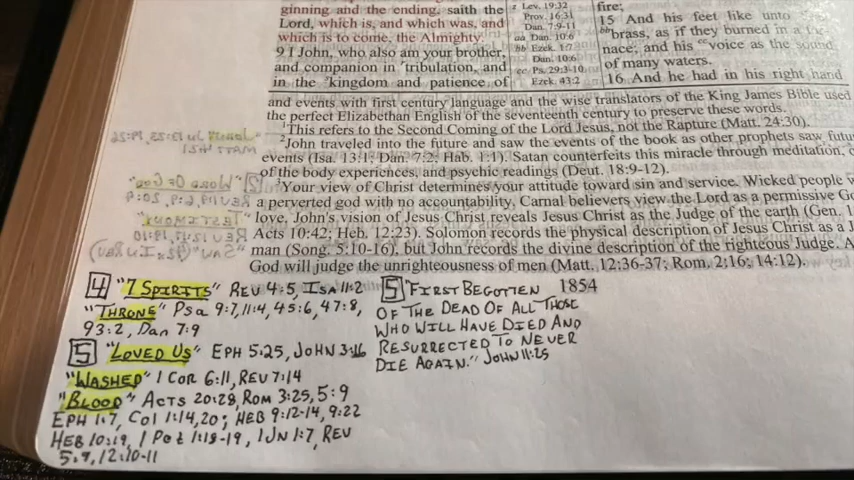 ginning and the ending, saith the
Lord, which is, and which was, and
which is to come, the Almighty.
9 I John, who also am your brother,
and companion in tribulation, and
in the kingdom and patience of
z Lev. 19:32
Prov. 16:31
Dan. 7:9-11
aa Dan. 10:6
bb Ezek. 1:7
Dan. 10:6
cc Ps. 29:3-10
Ezek. 43:2
fire;
15 And his feet like unto
bb brass, as if they burned in a fur-
nace; and his cc voice as the sound
of many waters.
16 And he had in his right hand
and events with first century language and the wise translators of the King James Bible used
the perfect Elizabethan English of the seventeenth century to preserve these words.
1 This refers to the Second Coming of the Lord Jesus, not the Rapture (Matt. 24:30).
2 John traveled into the future and saw the events of the book as other prophets saw futu
events (Isa. 13:1; Dan. 7:2; Hab. 1:1). Satan counterfeits this miracle through meditation, o
of the body experiences, and psychic readings (Deut. 18:9-12).
3 Your view of Christ determines your attitude toward sin and service. Wicked people v
a perverted god with no accountability, Carnal believers view the Lord as a permissive Go
love, John's vision of Jesus Christ reveals Jesus Christ as the Judge of the earth (Gen. 1
Acts 10:42; Heb. 12:23). Solomon records the physical description of Jesus Christ as a J
man (Song. 5:10-16), but John records the divine description of the righteous Judge. A
God will judge the unrighteousness of men (Matt. 12:36-37; Rom. 2:16; 14:12).
1854
4 "7 SPIRITS" REV 4:5, ISA 11:2
"THRONE" Psa 9:7, 11:4, 45:6, 47:8,
93:2, Dan 7:9
5 "LOVED US" EPH 5:25, JOHN 3:16
"WASHED" 1 COR 6:11, REV 7:14
"BLOOD" ACTS 20:28, ROM 3:25, 5:9
EPH 1:7, COl 1:14, 20; HEB 9:12-14, 9:22
HEB 10:19, 1 Pet 1:18-19, 1 JN 1:7, REV
5:9, 12:10-11
5 "FIRST BEGOTTEN
OF THE DEAD OF ALL THOSE
WHO WILL HAVE DIED AND
RESURRECTED TO NEVER
DIE AGAIN." JOHN 11:25